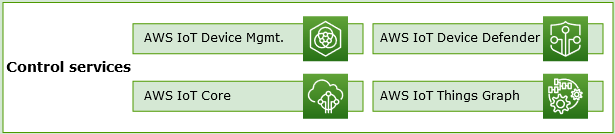 Control services
AWS IoT Device Mgmt.
AWS IoT Device Defender
AWS IoT Core
AWS IoT Things Graph